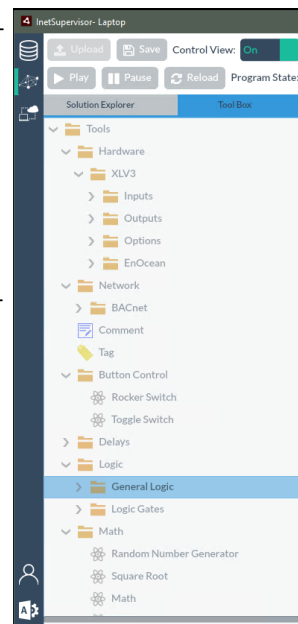 InetSupervisor- Laptop
Upload Save Control View: On
Play Pause Reload Program State:
Solution Explorer Tool Box
Tools
Hardware
XLV3
Inputs
Outputs
Options
EnOcean
Network
BACnet
Comment
Tag
Button Control
Rocker Switch
Toggle Switch
Delays
Logic
General Logic
Logic Gates
Math
Random Number Generator
Square Root
Math